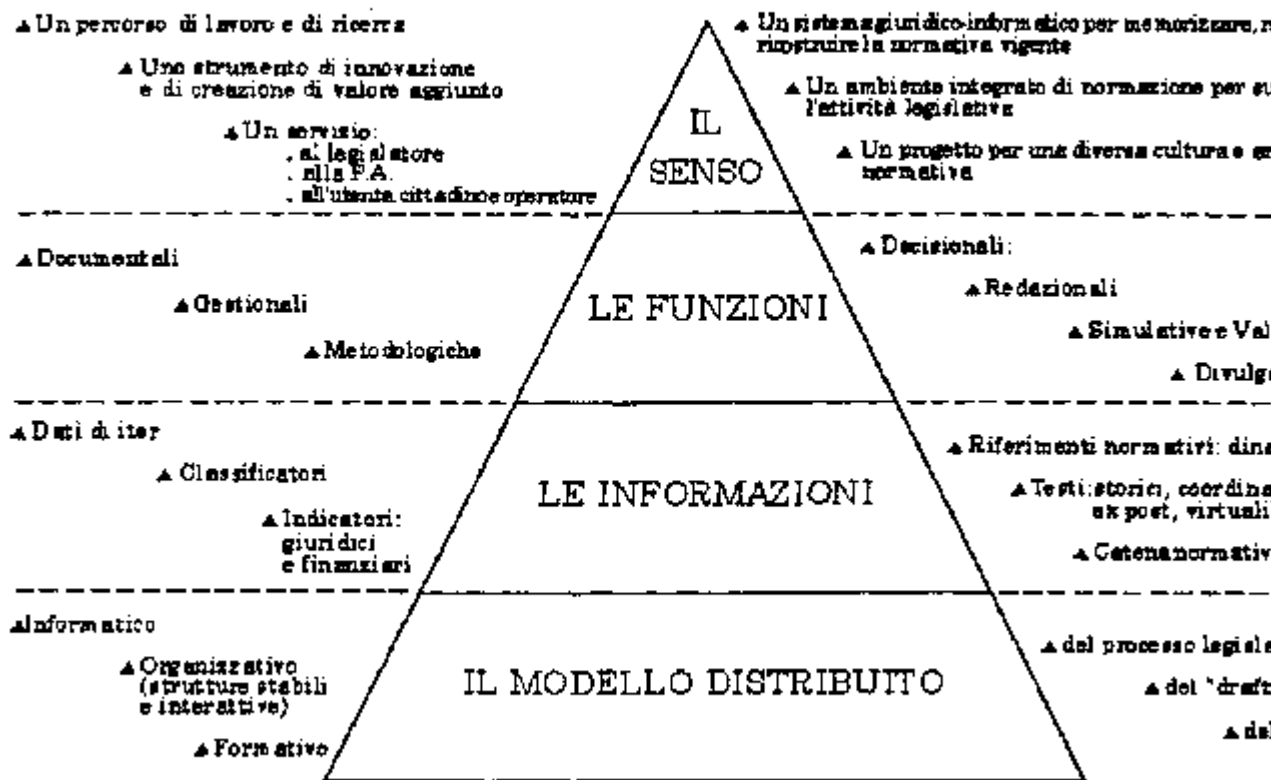 ▲ Un percorso di lavoro e di ricerca
▲ Uno strumento di innovazione
e di creazione di valore aggiunto
▲ Un servizio:
. al legislatore
. alla P.A.
. all'utente cittadino e operatore
▲ Un sistema giuridico-informatico per memorizzare,
ricostruire la normativa vigente
▲ Un ambiente integrato di normazione per
l'attività legislativa
▲ Un progetto per una diversa cultura e
normativa
IL
SENSO
▲ Documentali
▲ Gestionali
▲ Metodologiche
LE FUNZIONI
▲ Decisionali:
▲ Redazionali
▲ Simulative e
▲
▲ Dati di iter
▲ Classificatori
▲ Indicatori:
giuridici
e finanziari
LE INFORMAZIONI
▲ Riferimenti normativi:
▲ Testi: storici,
ex post, virtuali
▲ Catena
▲ Informatico
▲ Organizzativo
(strutture stabili
e interattive)
▲ Formativo
IL MODELLO DISTRIBUITO
▲ del processo
▲ del
▲